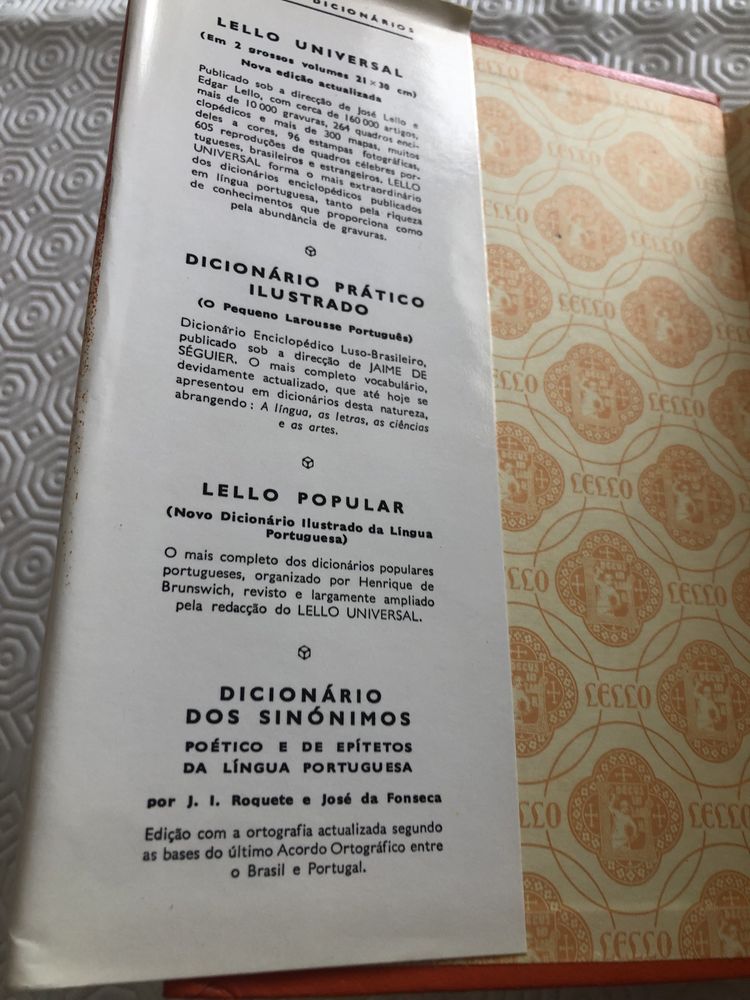 DICIONÁRIOS
LELLO UNIVERSAL
(Em 2 grossos volumes 21 × 30 cm)
Nova edição actualizada
Publicado sob a direcção de José Lello e
Edgar Lello, com cerca de 160 000 artigos,
mais de 10 000 gravuras, 264 quadros enci-
clopédicos e mais de 300 mapas, muitos
deles a cores, 96 estampas fotográficas,
605 reproduções de quadros célebres por-
tugueses, brasileiros e estrangeiros. LELLO
UNIVERSAL forma o mais extraordinário
dos dicionários enciclopédicos publicados
em língua portuguesa, tanto pela riqueza
de conhecimentos que proporciona como
pela abundância de gravuras.
DICIONÁRIO PRÁTICO
ILUSTRADO
(O Pequeno Larousse Português)
Dicionário Enciclopédico Luso-Brasileiro,
publicado sob a direcção de JAIME DE
SÉGUIER. O mais completo vocabulário,
devidamente actualizado, que até hoje se
apresentou em dicionários desta natureza,
abrangendo: A língua, as letras, as ciências
e as artes.
LELLO POPULAR
(Novo Dicionário Ilustrado da Língua
Portuguesa)
O mais completo dos dicionários populares
portugueses, organizado por Henrique de
Brunswich, revisto e largamente ampliado
pela redacção do LELLO UNIVERSAL.
DICIONÁRIO
DOS SINÓNIMOS
POÉTICO E DE EPÍTETOS
DA LÍNGUA PORTUGUESA
por J. I. Roquete e José da Fonseca
Edição com a ortografia actualizada segundo
as bases do último Acordo Ortográfico entre
o Brasil e Portugal.
LELLO
LELLO
LELLO
LELLO
LELLO
LELLO
LELLO
LELLO